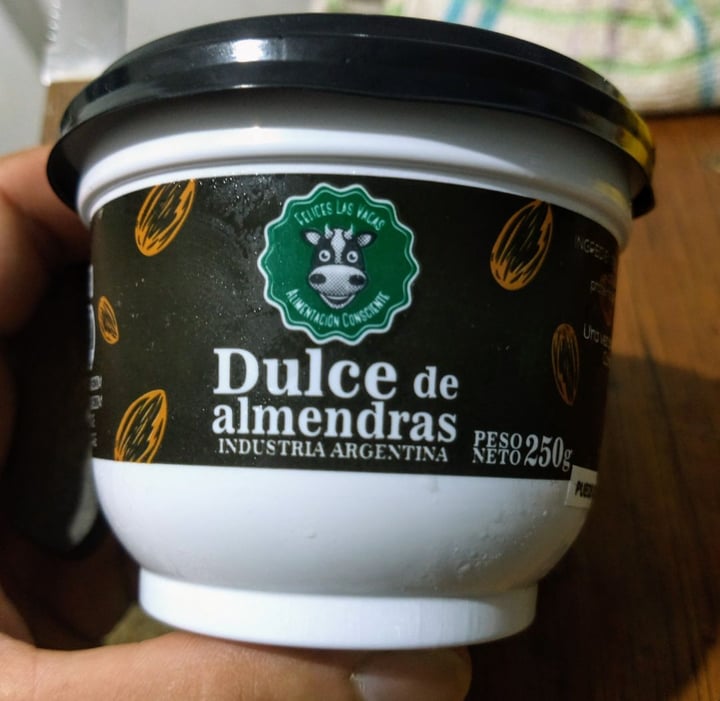 FELICES LAS VACAS
ALIMENTACIÓN CONSCIENTE
Dulce de
almendras
INDUSTRIA ARGENTINA
PESO
NETO 250g